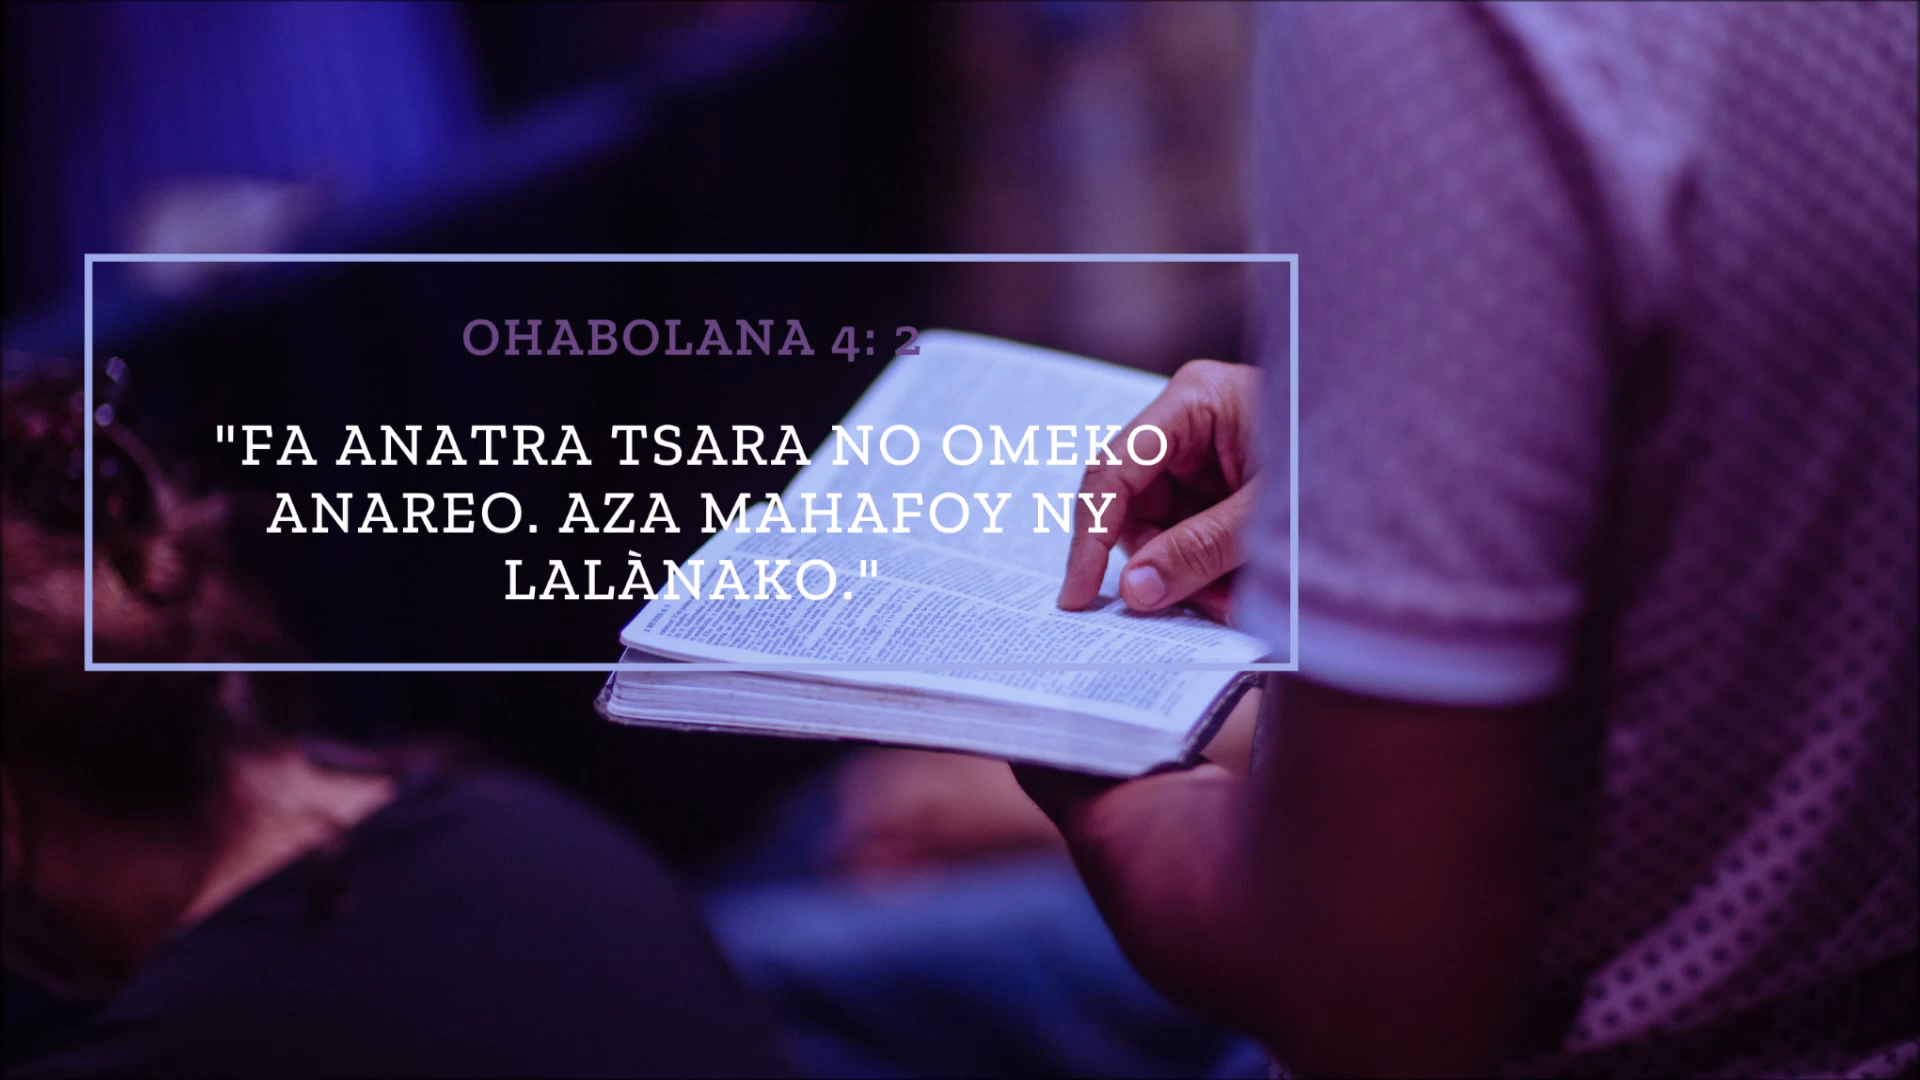 OHABOLANA 4: 2
"FA ANATRA TSARA NO OMEKO
ANAREO. AZA MAHAFOY NY
LALÀNAKO."